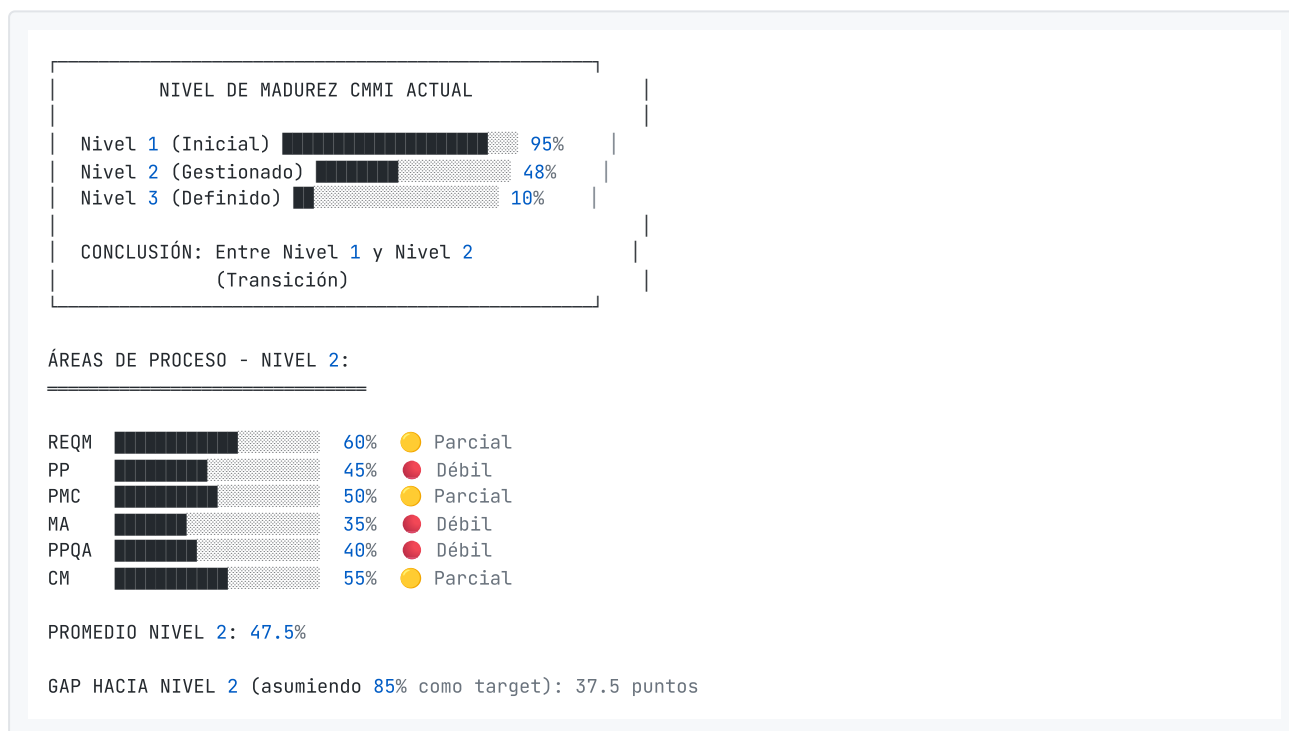 NIVEL DE MADUREZ CMMI ACTUAL
Nivel 1 (Inicial) 95%
Nivel 2 (Gestionado) 48%
Nivel 3 (Definido) 10%
CONCLUSIÓN: Entre Nivel 1 y Nivel 2
(Transición)
ÁREAS DE PROCESO - NIVEL 2:
REQM 60% Parcial
PP 45% Débil
PMC 50% Parcial
MA 35% Débil
PPQA 40% Débil
CM 55% Parcial
PROMEDIO NIVEL 2: 47.5%
GAP HACIA NIVEL 2 (asumiendo 85% como target): 37.5 puntos